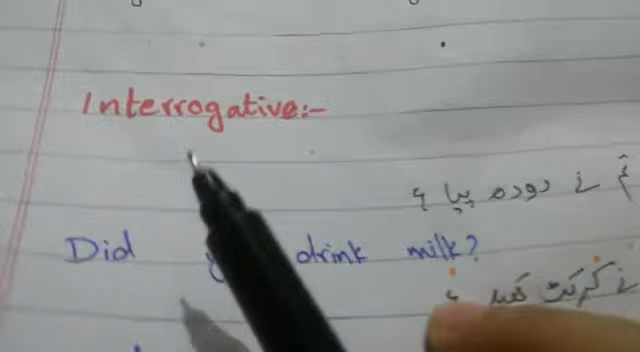 Interrogative:-
تم نے دودھ پیا ؟
Did drink milk?
نے کرکٹ ؟